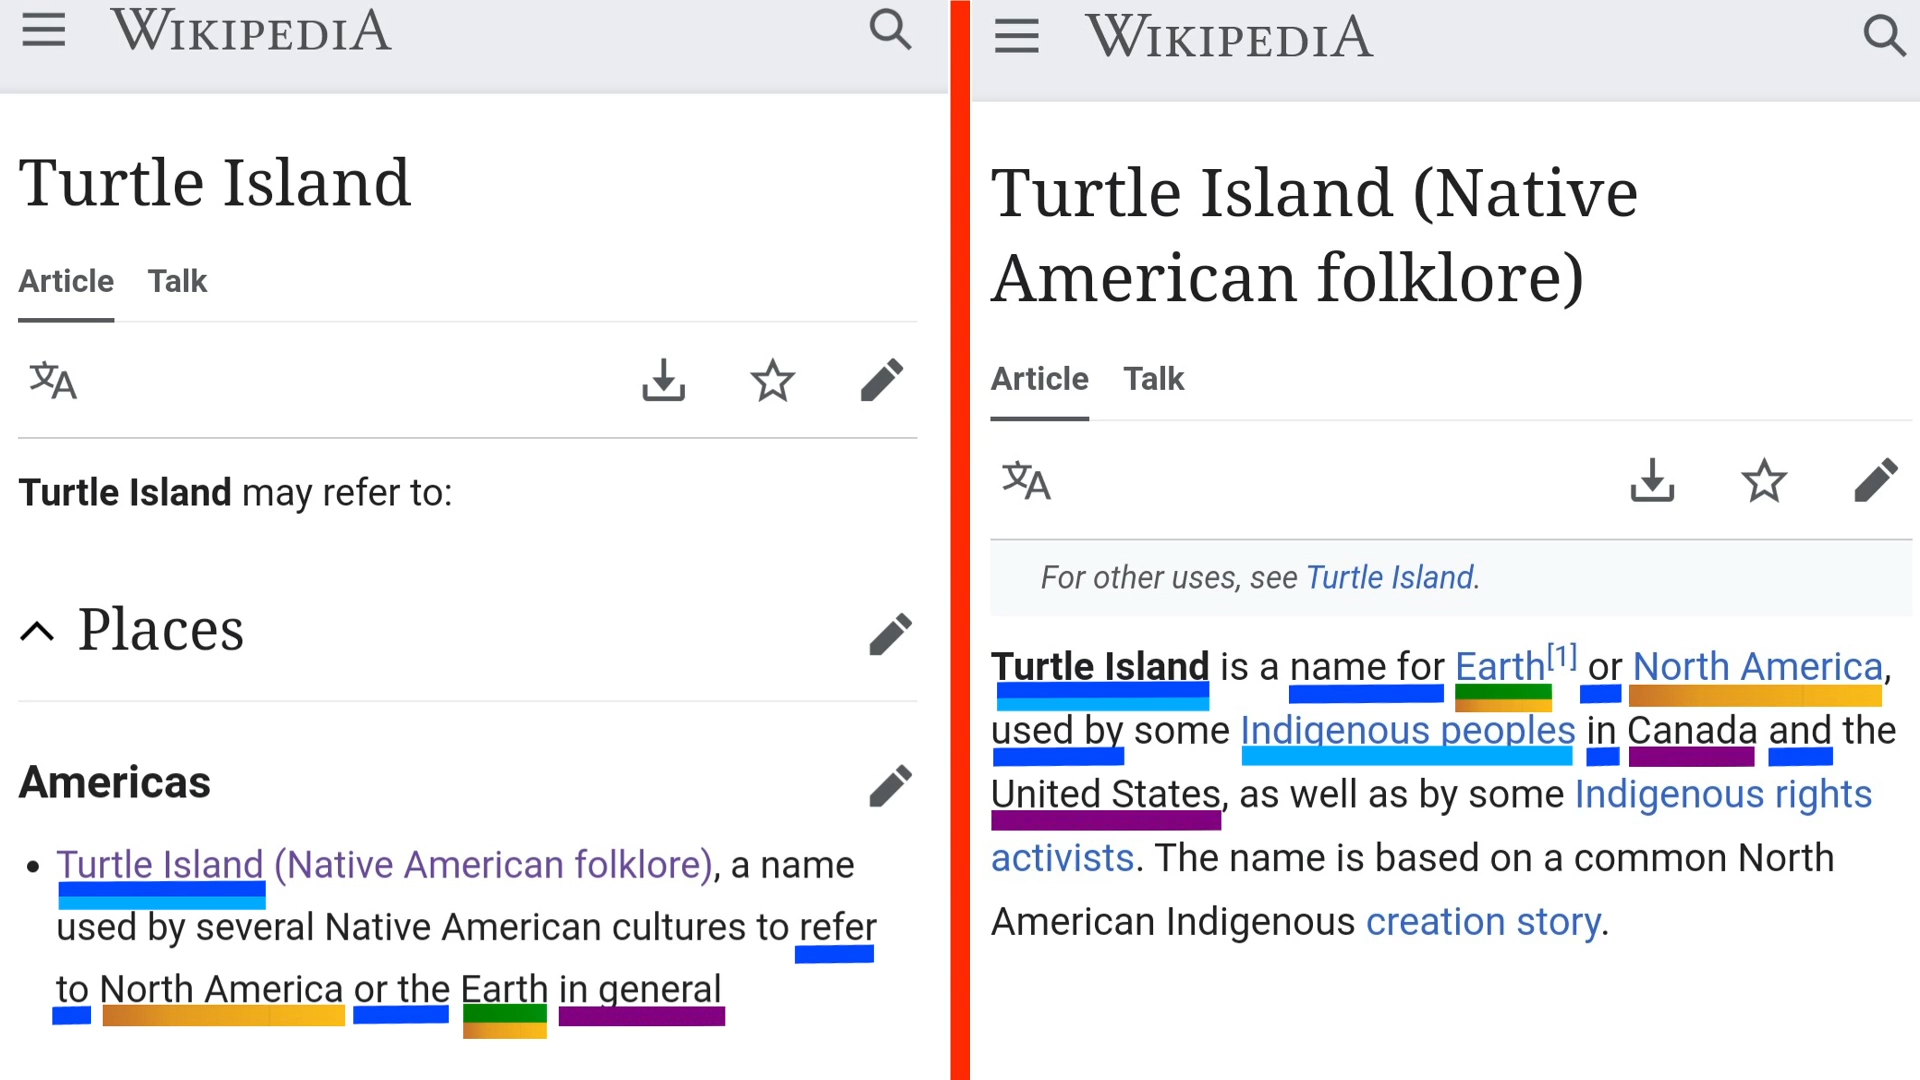 WIKIPEDIA
Turtle Island
Article Talk
Turtle Island may refer to:
Places
Americas
• Turtle Island (Native American folklore), a name
used by several Native American cultures to refer
to North America or the Earth in general
WIKIPEDIA
Turtle Island (Native
American folklore)
Article Talk
For other uses, see Turtle Island.
Turtle Island is a name for Earth[1] or North America,
used by some Indigenous peoples in Canada and the
United States, as well as by some Indigenous rights
activists. The name is based on a common North
American Indigenous creation story.